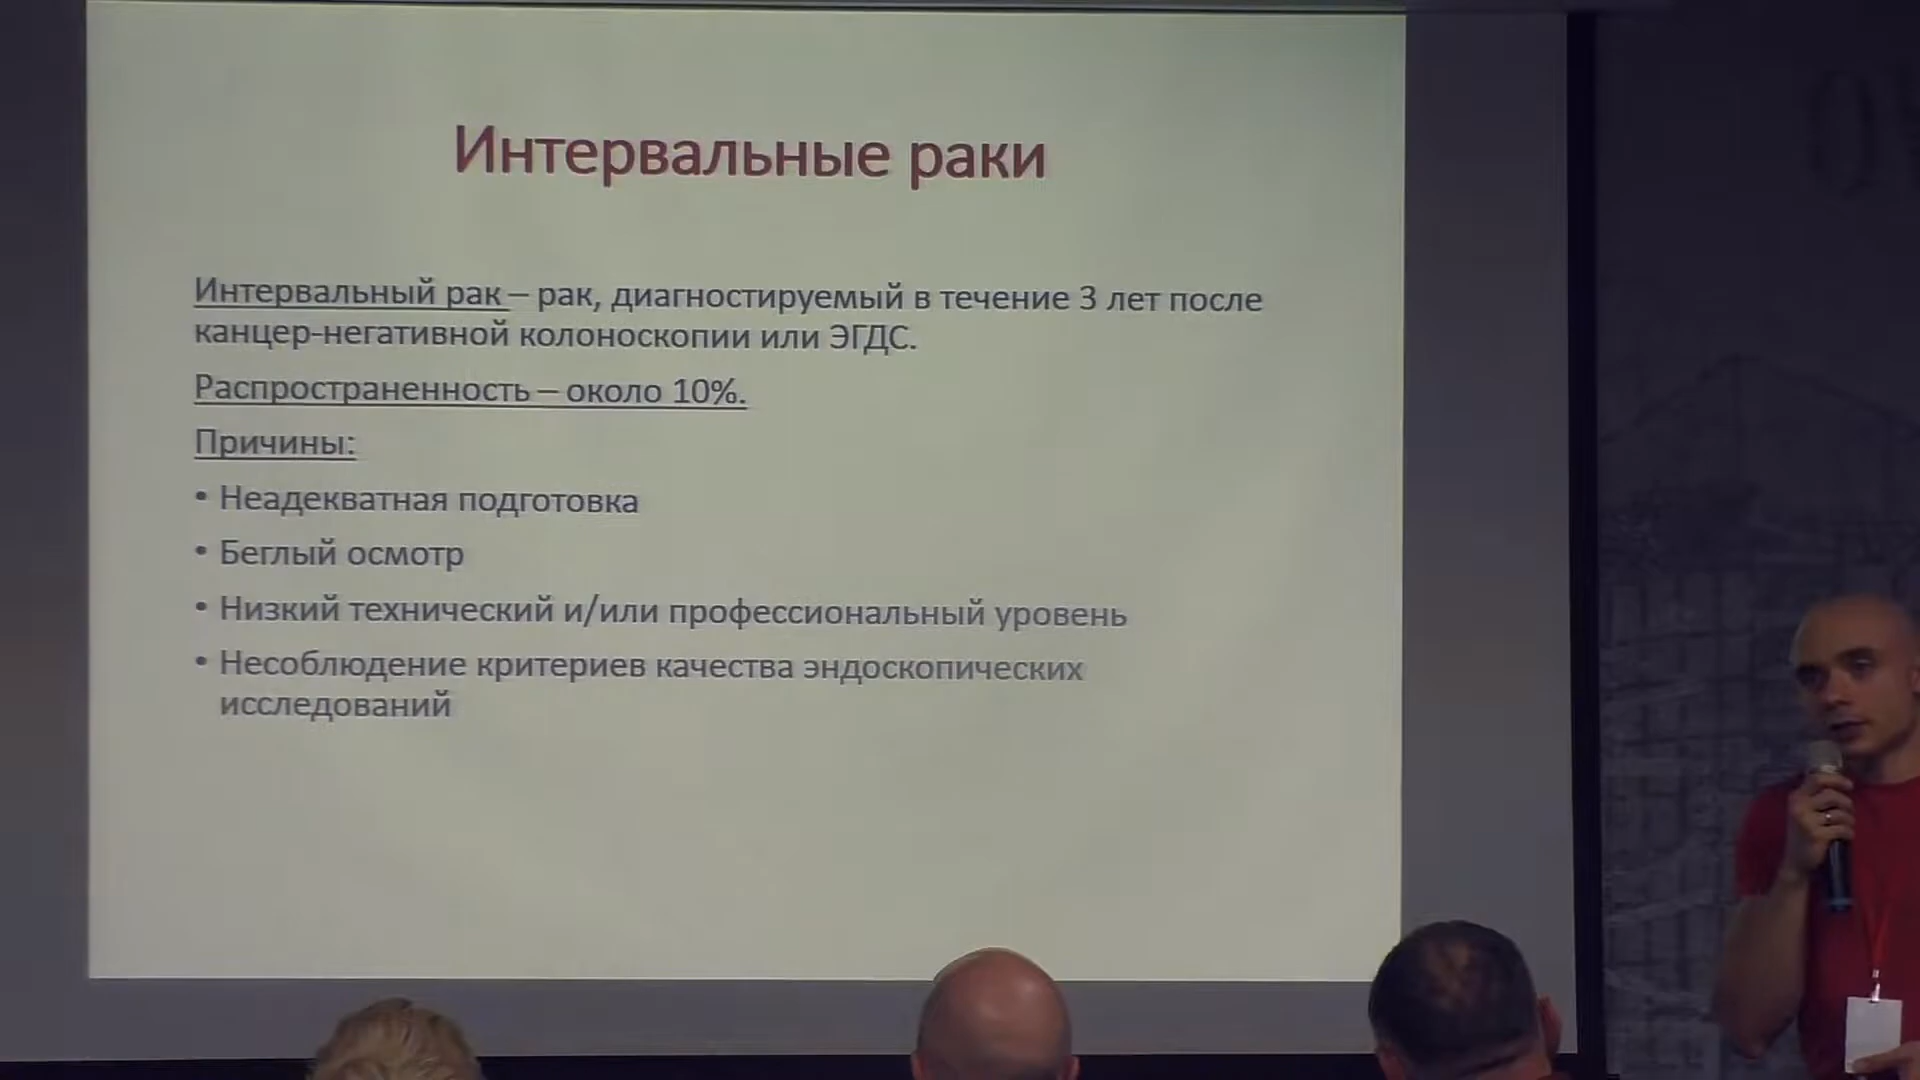 Интервальные раки
Интервальный рак – рак, диагностируемый в течение 3 лет после
канцер-негативной колоноскопии или ЭГДС.
Распространенность – около 10%.
Причины:
• Неадекватная подготовка
• Беглый осмотр
• Низкий технический и/или профессиональный уровень
• Несоблюдение критериев качества эндоскопических
исследований